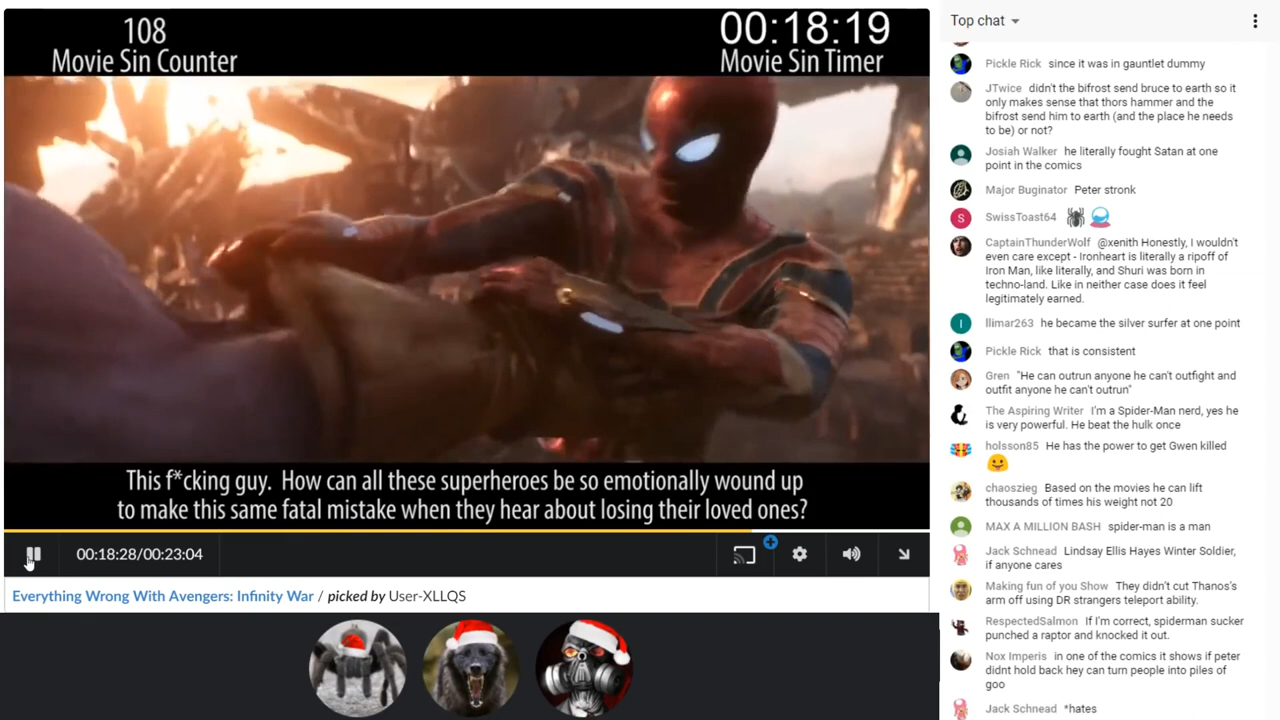 108
Movie Sin Counter
00:18:19
Movie Sin Timer
This f*cking guy. How can all these superheroes be so emotionally wound up
to make this same fatal mistake when they hear about losing their loved ones?
00:18:28/00:23:04
Everything Wrong With Avengers: Infinity War / picked by User-XLLQS
Top chat
Pickle Rick since it was in gauntlet dummy
JTwice didn't the bifrost send bruce to earth so it
only makes sense that thors hammer and the
bifrost send him to earth (and the place he needs
to be) or not?
Josiah Walker he literally fought Satan at one
point in the comics
Major Buginator Peter stronk
S
SwissToast64
CaptainThunderWolf @xenith Honestly, I wouldn't
even care except - Ironheart is literally a ripoff of
Iron Man, like literally, and Shuri was born in
techno-land. Like in neither case does it feel
legitimately earned.
I
llimar263 he became the silver surfer at one point
Pickle Rick that is consistent
Gren "He can outrun anyone he can't outfight and
outfit anyone he can't outrun"
The Aspiring Writer I'm a Spider-Man nerd, yes he
is very powerful. He beat the hulk once
holsson85 He has the power to get Gwen killed
chaoszieg Based on the movies he can lift
thousands of times his weight not 20
MAX A MILLION BASH spider-man is a man
Jack Schnead Lindsay Ellis Hayes Winter Soldier,
if anyone cares
Making fun of you Show They didn't cut Thanos's
arm off using DR strangers teleport ability.
RespectedSalmon If I'm correct, spiderman sucker
punched a raptor and knocked it out.
Nox Imperis in one of the comics it shows if peter
didnt hold back hey can turn people into piles of
goo
Jack Schnead *hates